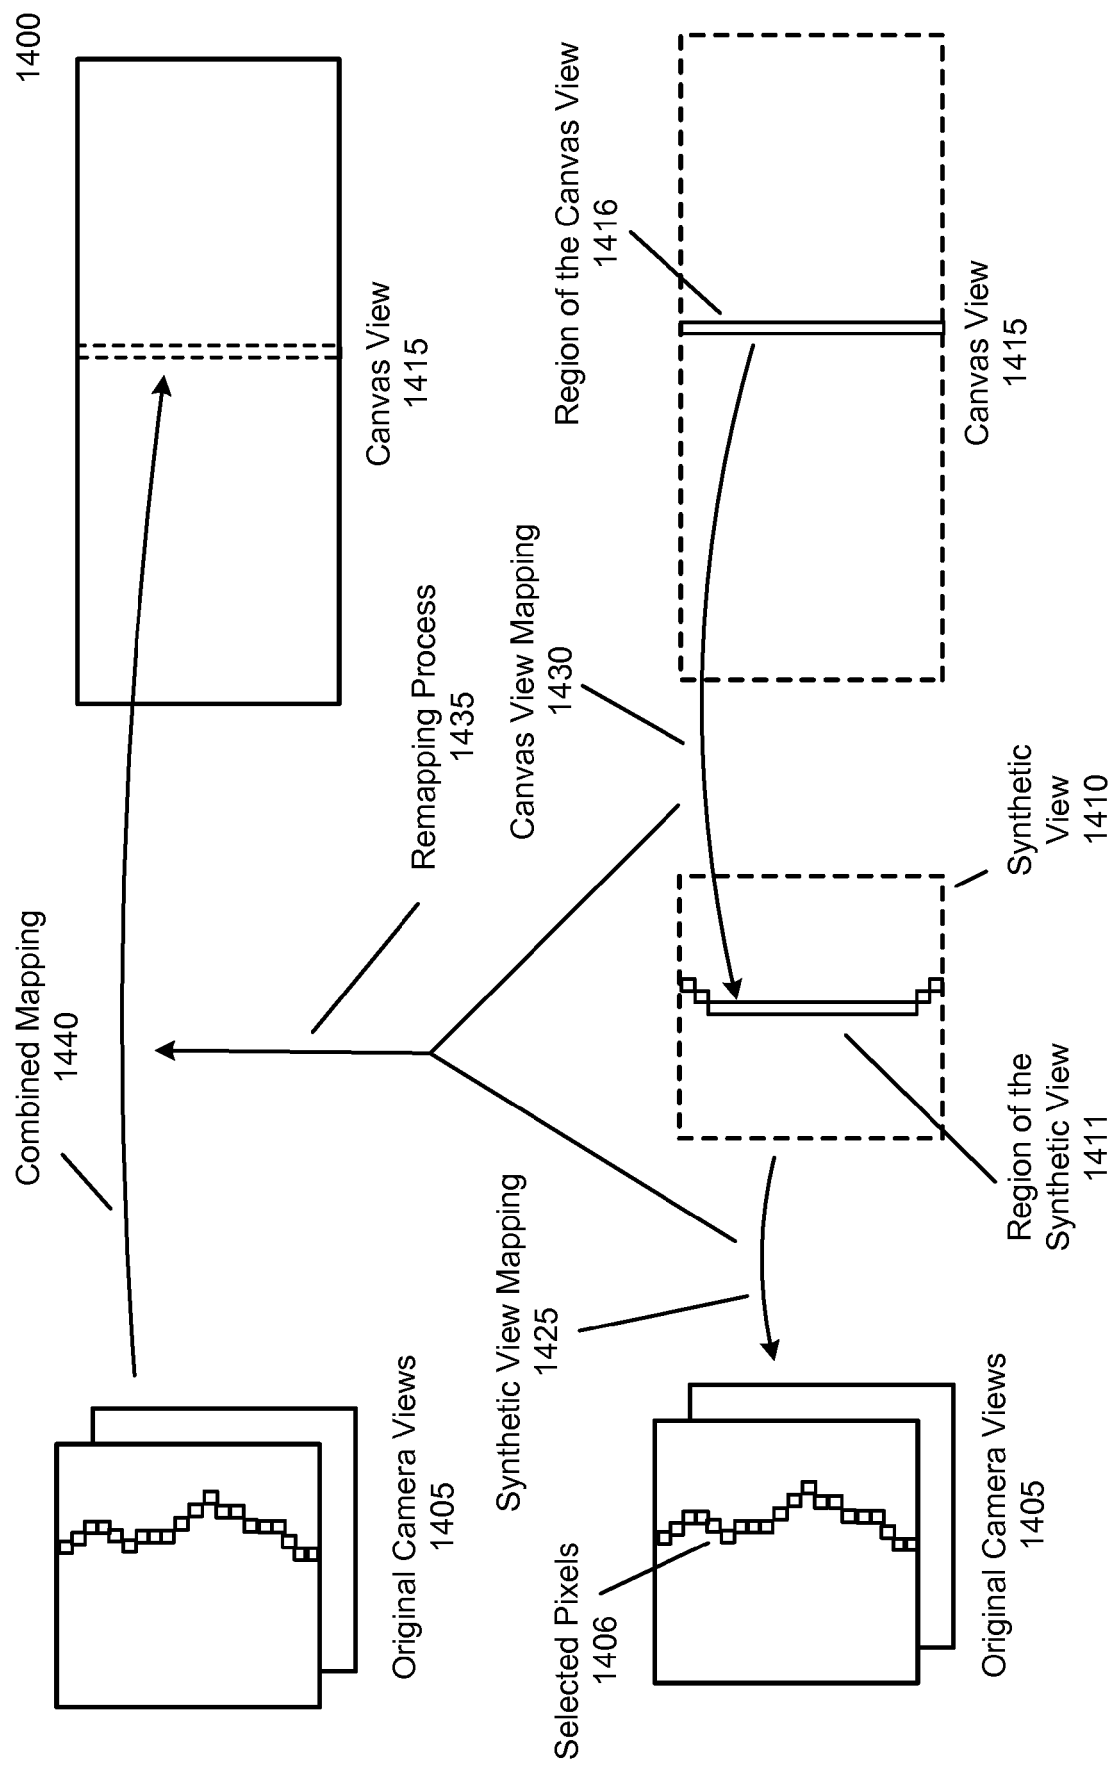 1400
Combined Mapping
1440
Original Camera Views
1405
Canvas View
1415
Remapping Process
1435
Synthetic View Mapping
1425
Canvas View Mapping
1430
Region of the Canvas View
1416
Selected Pixels
1406
Original Camera Views
1405
Region of the
Synthetic View
1411
Synthetic
View
1410
Canvas View
1415